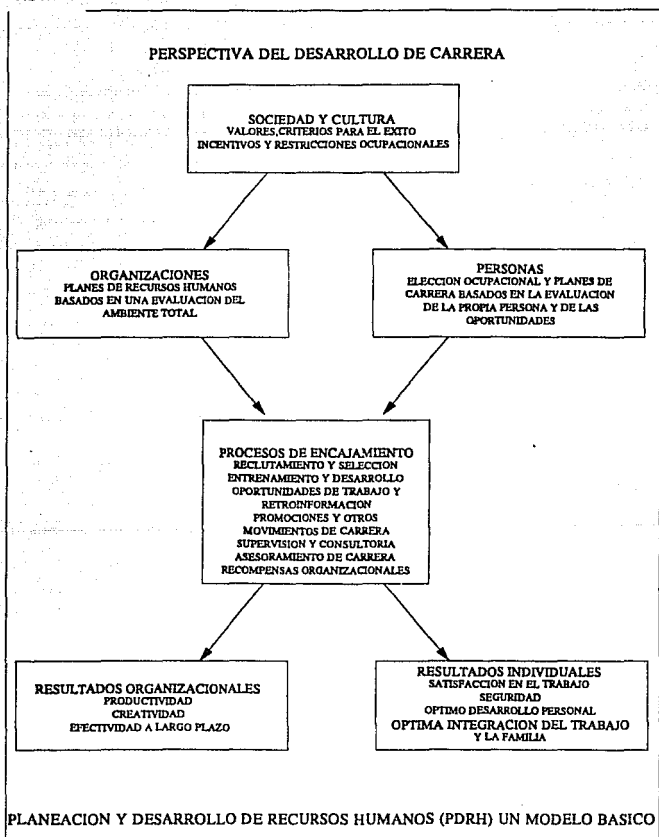 PERSPECTIVA DEL DESARROLLO DE CARRERA
SOCIEDAD Y CULTURA
VALORES,CRITERIOS PARA EL EXITO
INCENTIVOS Y RESTRICCIONES OCUPACIONALES
ORGANIZACIONES
PLANES DE RECURSOS HUMANOS
BASADOS EN UNA EVALUACION DEL
AMBIENTE TOTAL
PERSONAS
ELECCION OCUPACIONAL Y PLANES DE
CARRERA BASADOS EN LA EVALUACION
DE LA PROPIA PERSONA Y DE LAS
OPORTUNIDADES
PROCESOS DE ENCAJAMIENTO
RECLUTAMIENTO Y SELECCION
ENTRENAMIENTO Y DESARROLLO
OPORTUNIDADES DE TRABAJO Y
RETROINFORMACION
PROMOCIONES Y OTROS
MOVIMIENTOS DE CARRERA
SUPERVISION Y CONSULTORIA
ASESORAMIENTO DE CARRERA
RECOMPENSAS ORGANIZACIONALES
RESULTADOS ORGANIZACIONALES
PRODUCTIVIDAD
CREATIVIDAD
EFECTIVIDAD A LARGO PLAZO
RESULTADOS INDIVIDUALES
SATISFACCION EN EL TRABAJO
SEGURIDAD
OPTIMO DESARROLLO PERSONAL
OPTIMA INTEGRACION DEL TRABAJO
Y LA FAMILIA
PLANEACION Y DESARROLLO DE RECURSOS HUMANOS (PDRH) UN MODELO BASICO